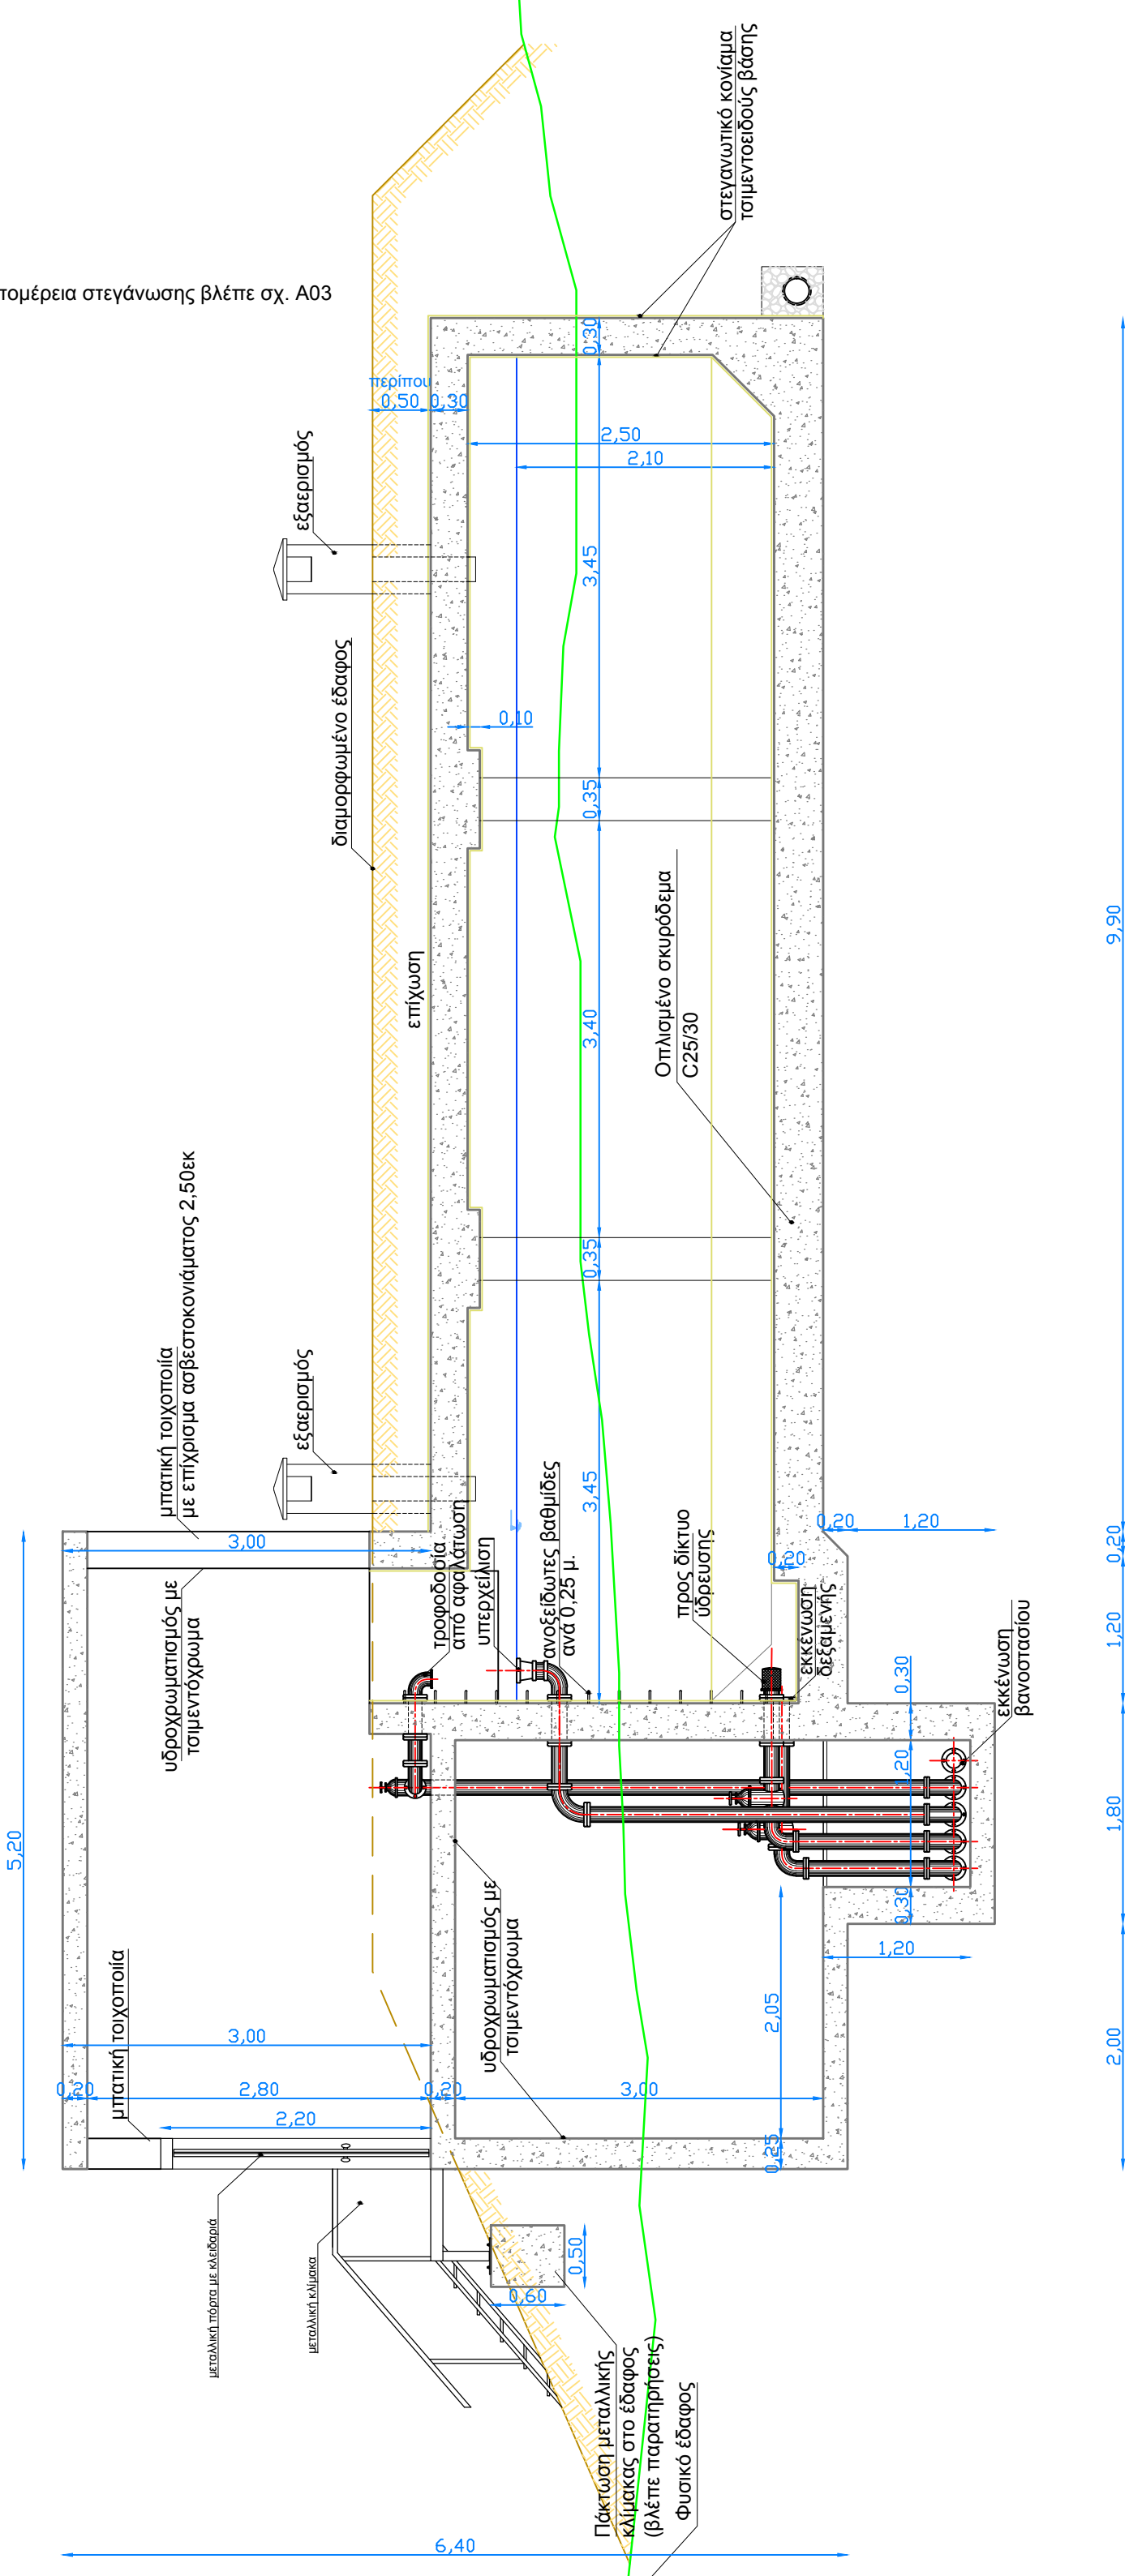 τομέρεια στεγάνωσης βλέπε σχ. Α03
στεγανωτικό κονίαμα
τσιμεντοειδούς βάσης
0,30
περίπου
0,50
0,30
2,50
2,10
εξαερισμός
3,45
διαμορφωμένο έδαφος
0,10
0,35
επίχωση
Οπλισμένο σκυρόδεμα
C25/30
3,40
9,90
0,35
μπατική τοιχοποιία
με επίχρισμα ασβεστοκονιάματος 2,50εκ
εξαερισμός
3,45
3,00
υδροχρωματισμός με
τσιμεντόχρωμα
τροφοδοσία
από αφαλάτωση
υπερχείλιση
ανοξείδωτες βαθμίδες
ανά 0,25 μ.
προς δίκτυο
ύδρευσης
0,20
εκκένωση
δεξαμενής
0,20
1,20
0,20
1,20
0,30
εκκένωση
βανοστασίου
1,20
1,80
0,30
1,20
5,20
υδροχρωματισμός με
τσιμεντόχρωμα
μπατική τοιχοποιία
3,00
2,05
2,00
0,20
2,80
0,20
3,00
2,20
0,25
μεταλλική πόρτα με κλειδαριά
μεταλλική κλίμακα
0,50
0,60
Πάκτωση μεταλλικής
κλίμακας στο έδαφος
(βλέπε παρατηρήσεις)
Φυσικό έδαφος
6,40